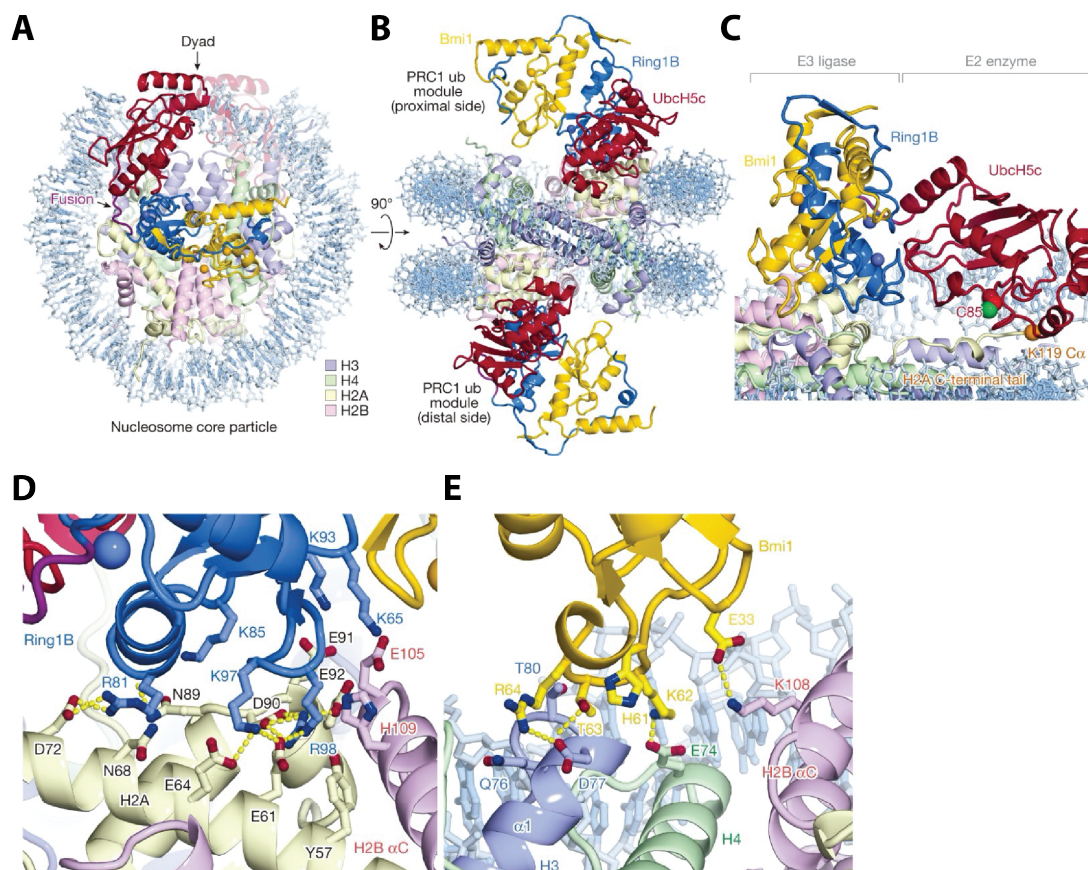 A
Dyad
Fusion
H3
H4
H2A
H2B
Nucleosome core particle
90°
B
Bmi1
Ring1B
PRC1 ub
module
(proximal side)
UbcH5c
PRC1 ub
module
(distal side)
C
E3 ligase
E2 enzyme
Ring1B
Bmi1
UbcH5c
C85
K119 Cα
H2A C-terminal tail
D
K93
K65
Ring1B
K85
E91
E105
R81
K97
E92
N89
D90
H109
D72
R98
N68
E64
H2A
E61
Y57
H2B αC
E
Bmi1
E33
T80
R64
K62
K108
H61
T63
E74
Q76
D77
H2B αC
α1
H4
H3